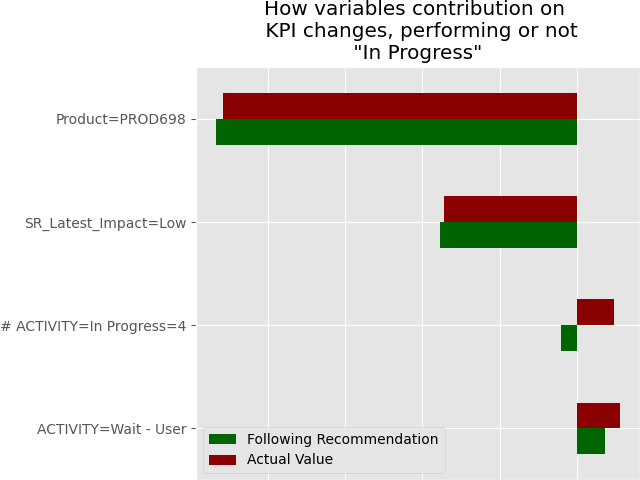 How variables contribution on
KPI changes, performing or not
"In Progress"
Product=PROD698
SR_Latest_Impact=Low
# ACTIVITY=In Progress=4
ACTIVITY=Wait - User
Following Recommendation
Actual Value